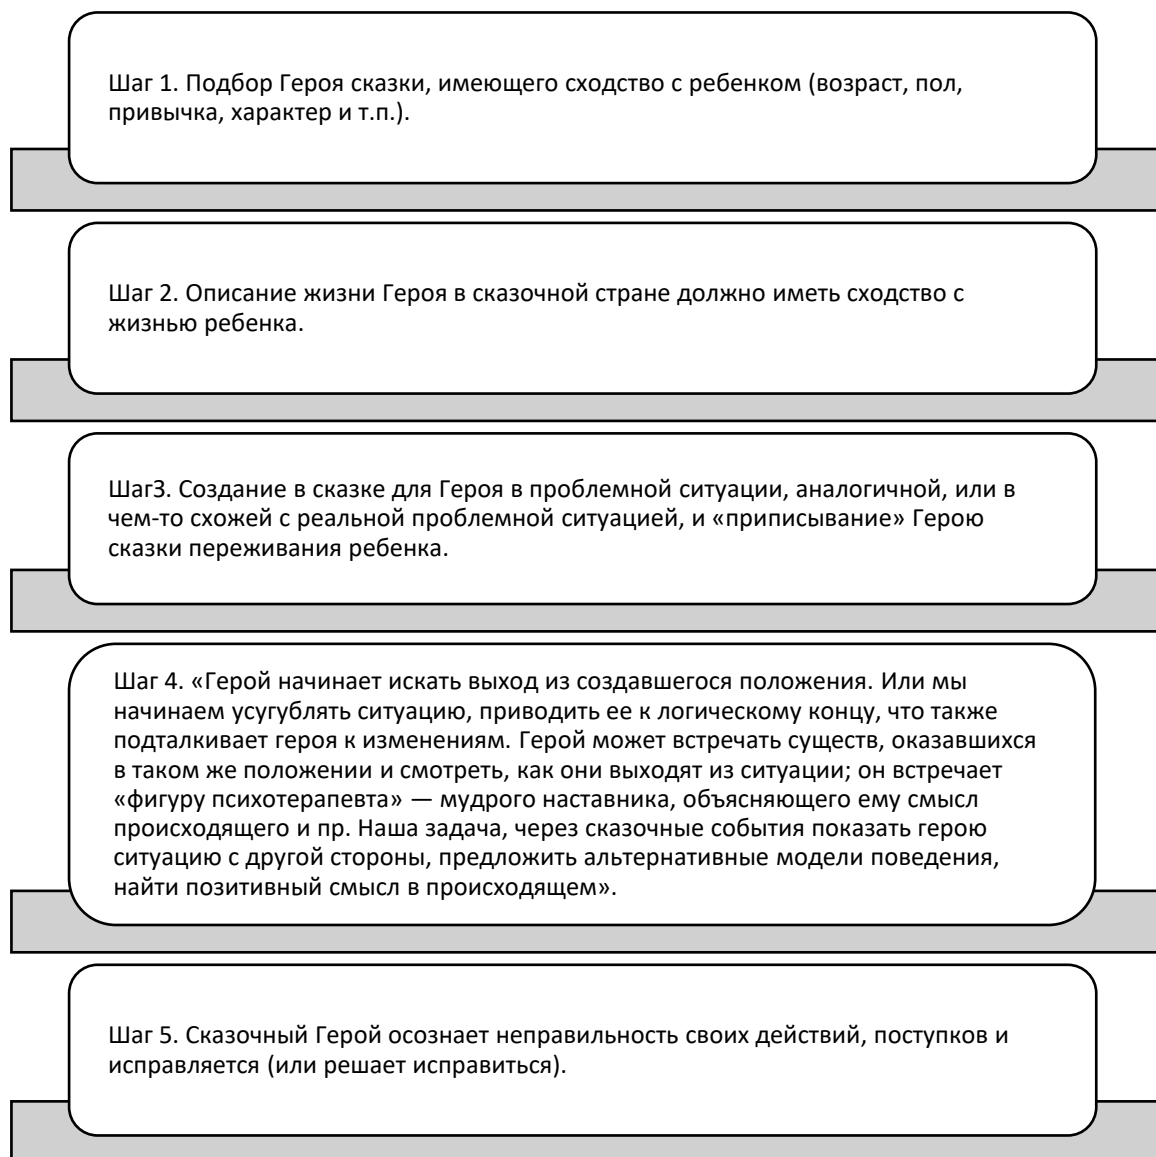 Шаг 1. Подбор Героя сказки, имеющего сходство с ребенком (возраст, пол,
привычка, характер и т.п.).
Шаг 2. Описание жизни Героя в сказочной стране должно иметь сходство с
жизнью ребенка.
Шаг3. Создание в сказке для Героя в проблемной ситуации, аналогичной, или в
чем-то схожей с реальной проблемной ситуацией, и «приписывание» Герою
сказки переживания ребенка.
Шаг 4. «Герой начинает искать выход из создавшегося положения. Или мы
начинаем усугублять ситуацию, приводить ее к логическому концу, что также
подталкивает героя к изменениям. Герой может встречать существ, оказавшихся
в таком же положении и смотреть, как они выходят из ситуации; он встречает
«фигуру психотерапевта» — мудрого наставника, объясняющего ему смысл
происходящего и пр. Наша задача, через сказочные события показать герою
ситуацию с другой стороны, предложить альтернативные модели поведения,
найти позитивный смысл в происходящем».
Шаг 5. Сказочный Герой осознает неправильность своих действий, поступков и
исправляется (или решает исправиться).